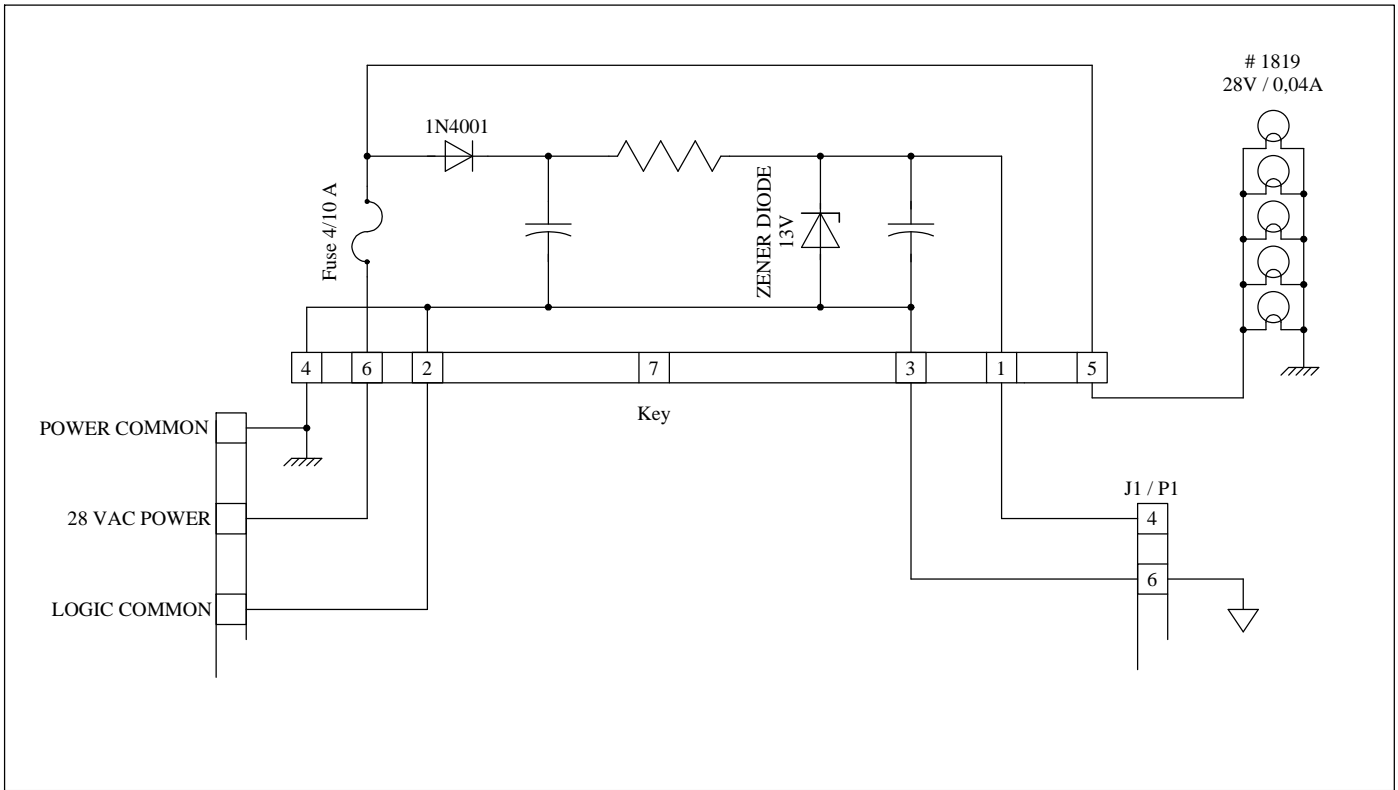 # 1819
28V / 0,04A
1N4001
Fuse 4/10 A
ZENER DIODE
13V
4
6
2
7
3
1
5
Key
POWER COMMON
28 VAC POWER
LOGIC COMMON
J1 / P1
4
6